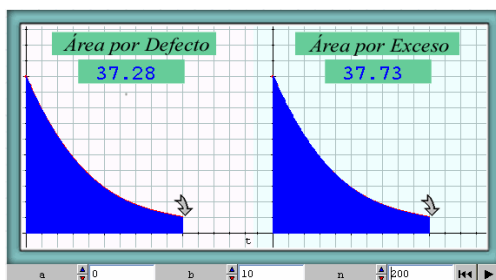 Área por Defecto
37.28
Área por Exceso
37.73
t
a 0 b 10 n 200